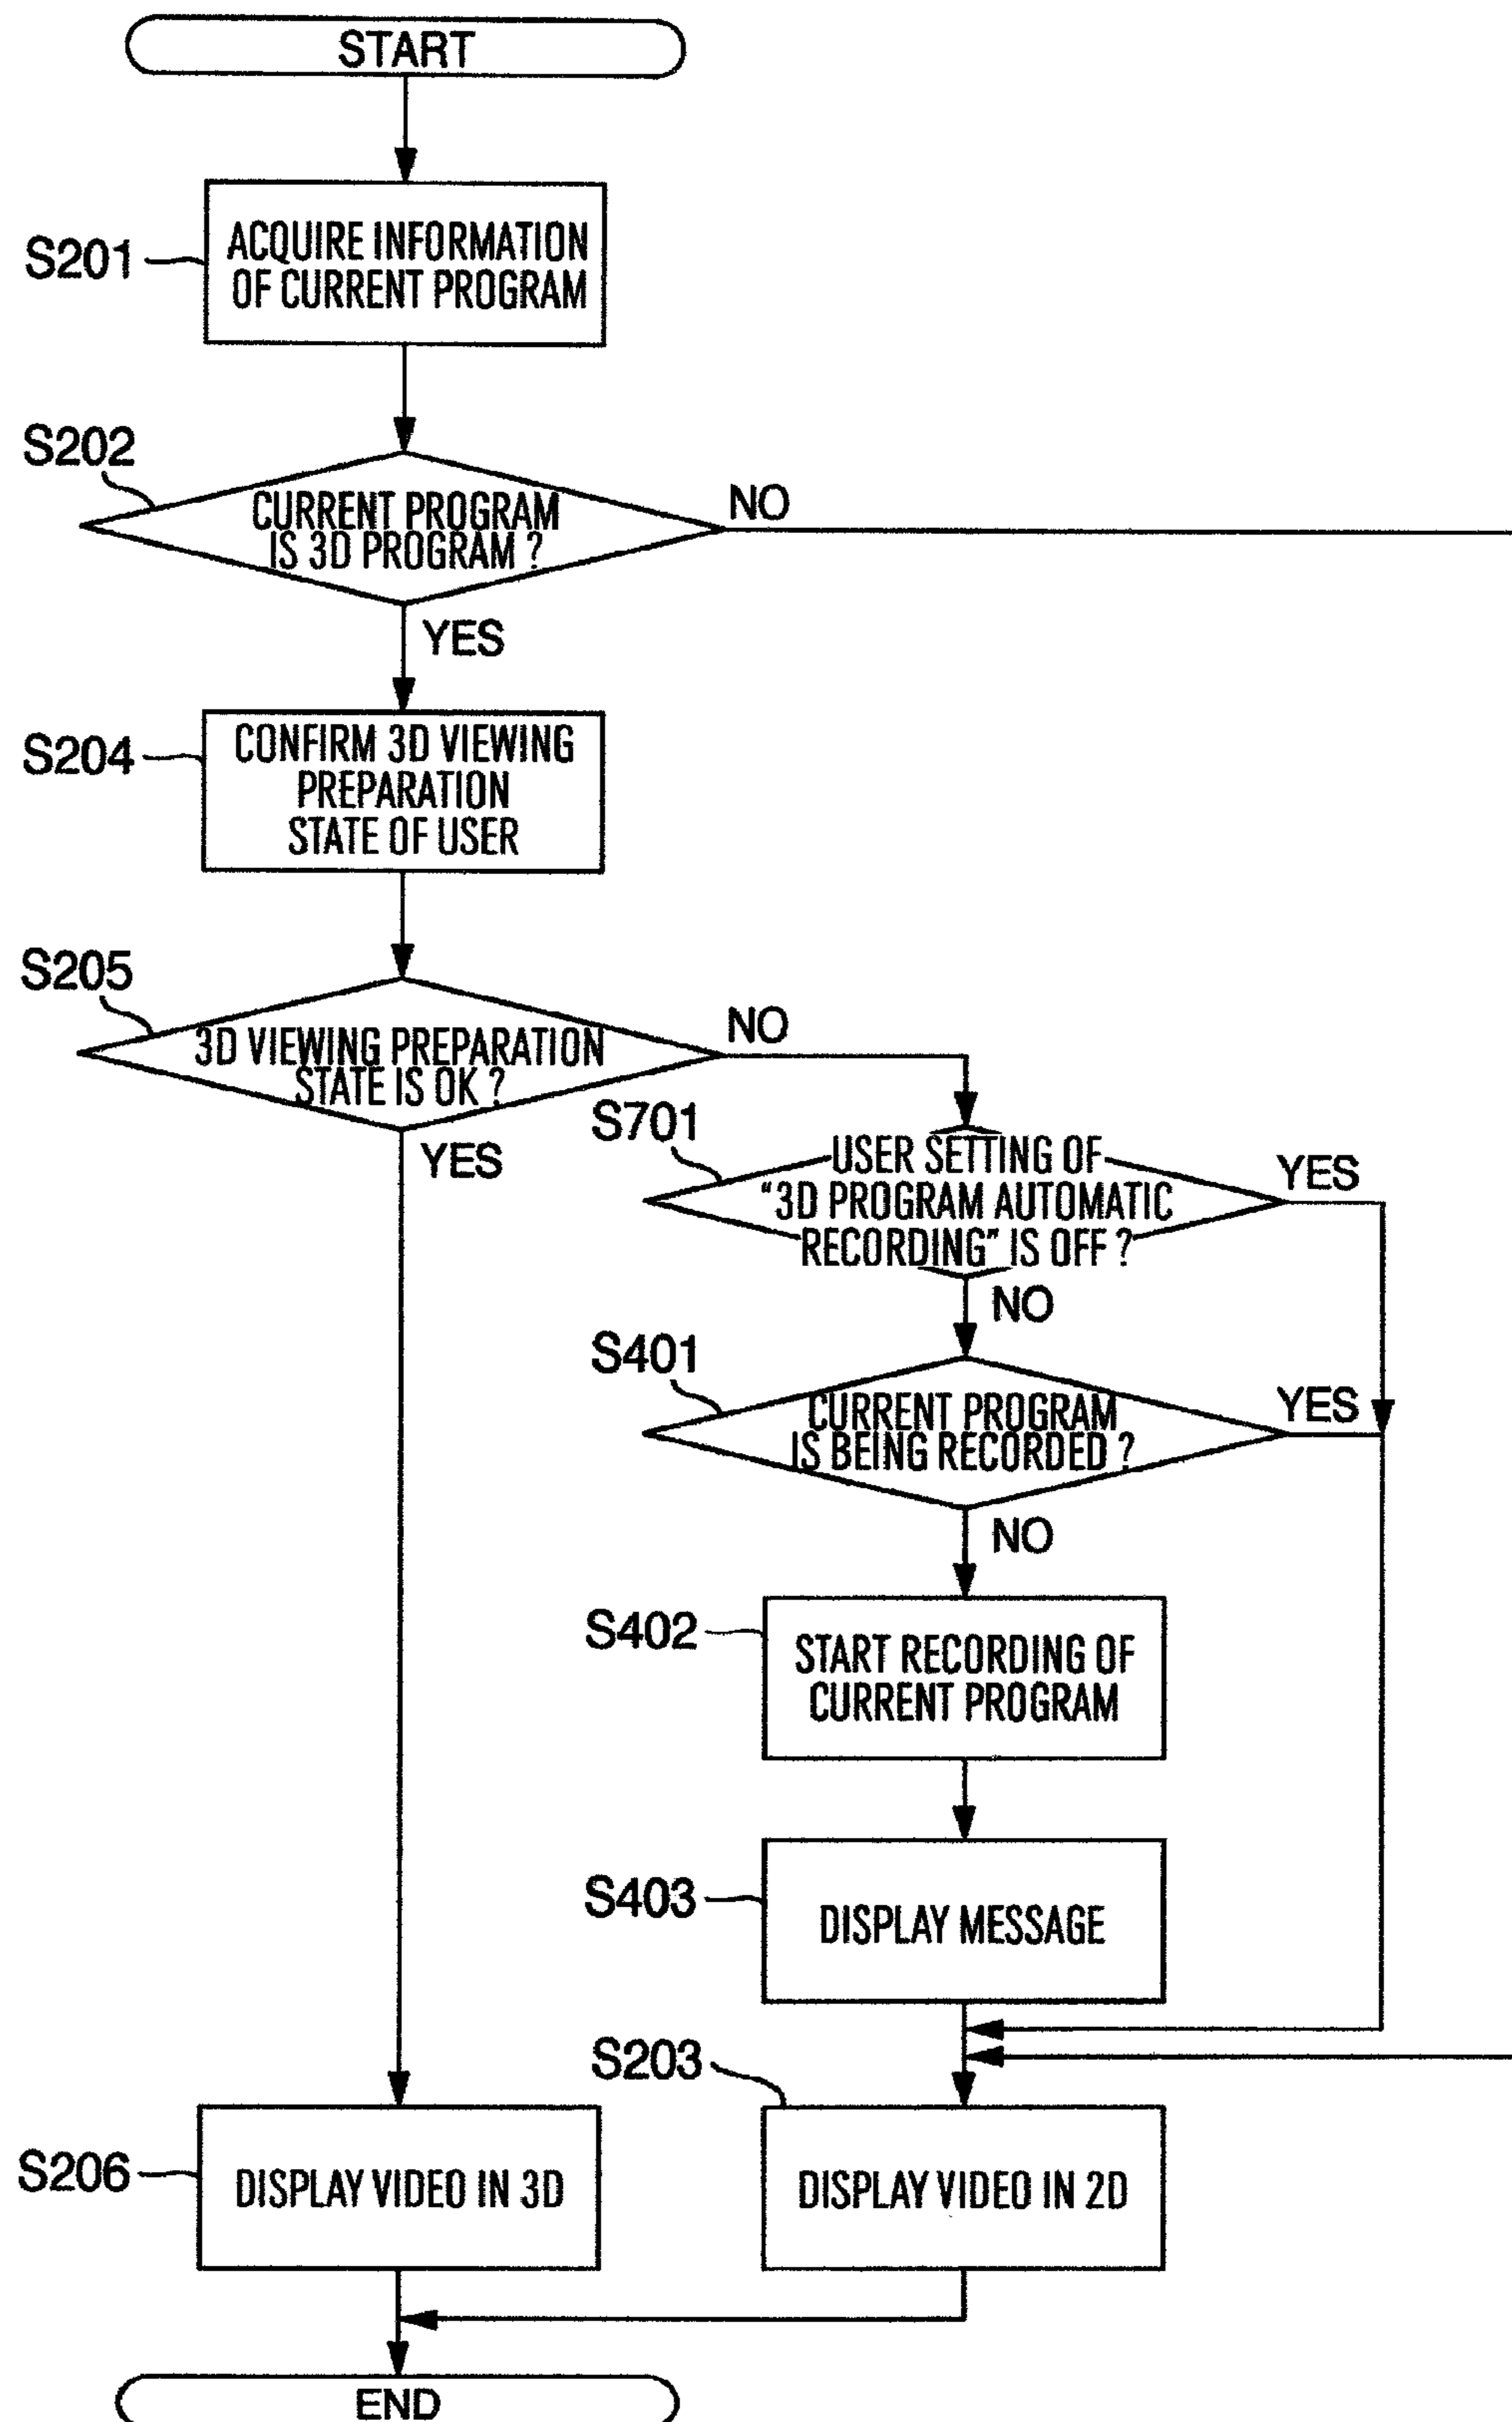 START
S201
ACQUIRE INFORMATION
OF CURRENT PROGRAM
S202
CURRENT PROGRAM
IS 3D PROGRAM ?
NO
YES
S204
CONFIRM 3D VIEWING
PREPARATION
STATE OF USER
S205
3D VIEWING PREPARATION
STATE IS OK ?
NO
YES
S701
USER SETTING OF
"3D PROGRAM AUTOMATIC
RECORDING" IS OFF ?
YES
NO
S401
CURRENT PROGRAM
IS BEING RECORDED ?
YES
NO
S402
START RECORDING OF
CURRENT PROGRAM
S403
DISPLAY MESSAGE
S203
S206
DISPLAY VIDEO IN 3D
DISPLAY VIDEO IN 2D
END